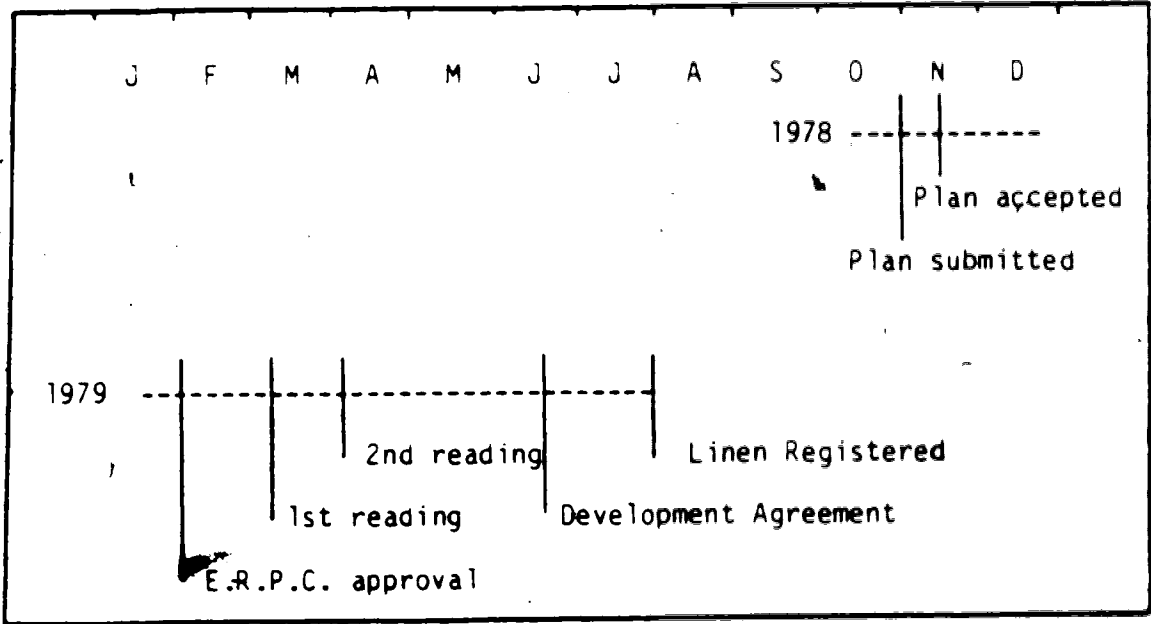 J F M A M J J A S O N D
1978
Plan accepted
Plan submitted
1979
2nd reading
Linen Registered
1st reading
Development Agreement
E.R.P.C. approval